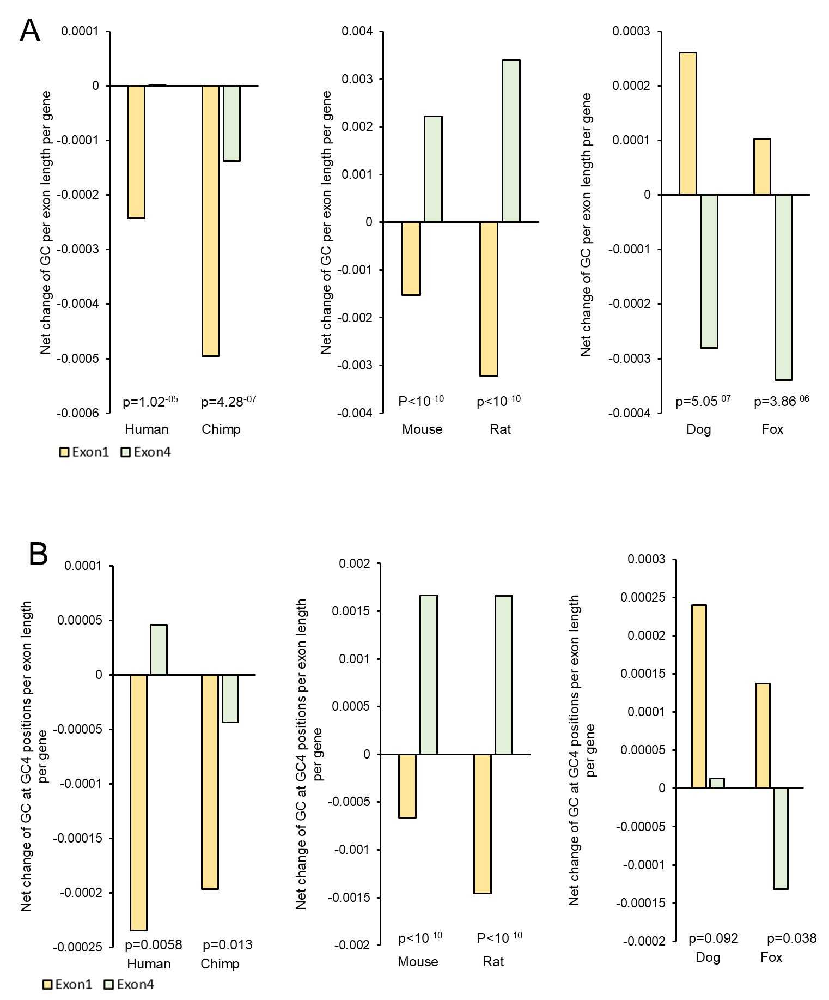 A
Net change of GC per exon length per gene
0.0001
0
-0.0001
-0.0002
-0.0003
-0.0004
-0.0005
-0.0006
p=1.02-05 p=4.28-07
Human Chimp
Net change of GC per exon length per gene
0.004
0.003
0.002
0.001
0
-0.001
-0.002
-0.003
-0.004
P<10-10 p<10-10
Mouse Rat
Net change of GC per exon length per gene
0.0003
0.0002
0.0001
0
-0.0001
-0.0002
-0.0003
-0.0004
p=5.05-07 p=3.86-06
Dog Fox
Exon1 Exon4
B
Net change of GC at GC4 positions per exon length
per gene
0.0001
0.00005
0
-0.00005
-0.0001
-0.00015
-0.0002
-0.00025
p=0.0058 p=0.013
Human Chimp
Net change of GC at GC4 positions per exon length
per gene
0.002
0.0015
0.001
0.0005
0
-0.0005
-0.001
-0.0015
-0.002
p<10-10 P<10-10
Mouse Rat
Net change of GC at GC4 positions per exon length
per gene
0.0003
0.00025
0.0002
0.00015
0.0001
0.00005
0
-0.00005
-0.0001
-0.00015
-0.0002
p=0.092 p=0.038
Dog Fox
Exon1 Exon4